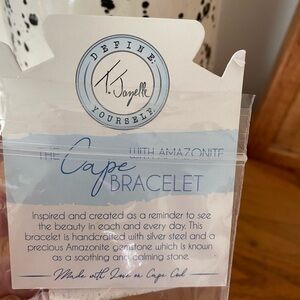 DEFINE
T. Jazelle
YOURSELF
THE Cape WITH AMAZONITE
BRACELET
Inspired and created as a reminder to see
the beauty in each and every day. This
bracelet is handcrafted with silver steel and a
precious Amazonite gemstone which is known
as a soothing and calming stone.
Made with Love on Cape Cod